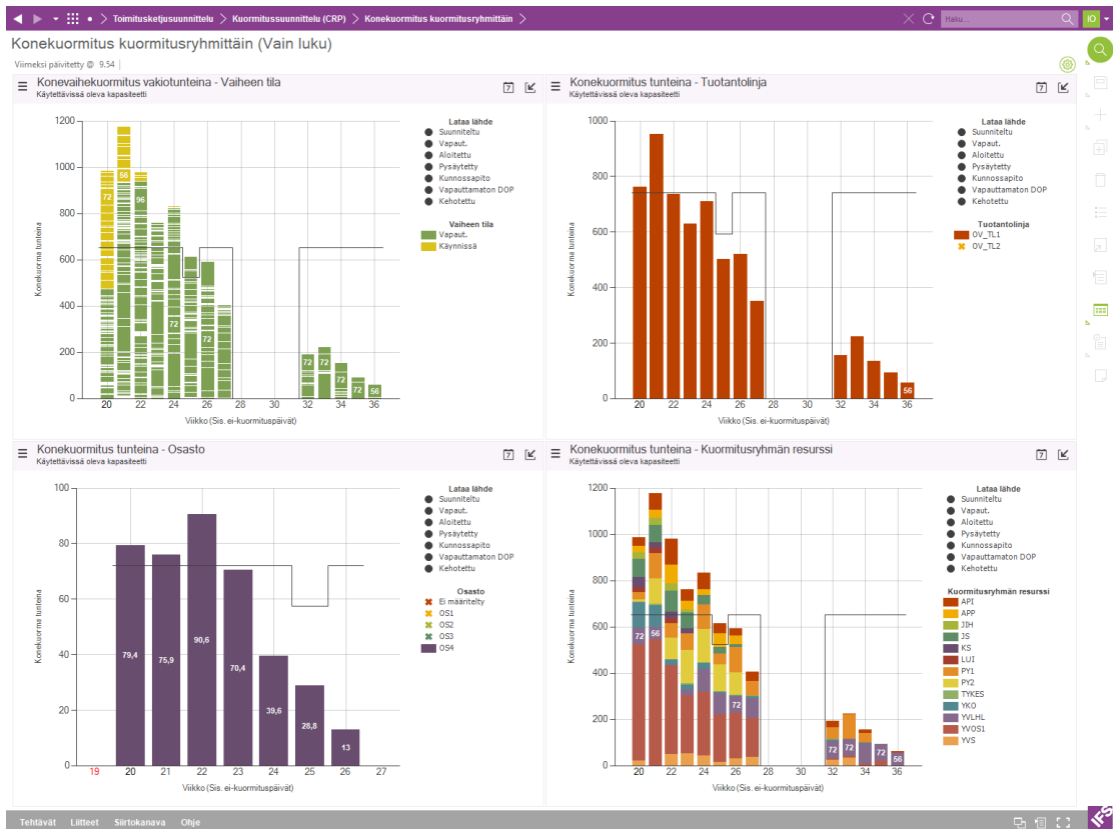 Toimitusketjusuunnittelu > Kuormitussuunnittelu (CRP) > Konekuormitus kuormitusryhmittäin >
Haku...
IO
Konekuormitus kuormitusryhmittäin (Vain luku)
Viimeksi päivitetty @ 9.54
Konevaihekuormitus vakiotunteina - Vaiheen tila
Käytettävissä oleva kapasiteetti
7
Konekuorma tunteina
1200
1000
800
600
400
200
0
72
56
96
72
72
72
72
72
72
56
20 22 24 26 28 30 32 34 36
Viikko (Sis. ei-kuormituspäivät)
Lataa lähde
Suunniteltu
Vapaut.
Aloitettu
Pysäytetty
Kunnossapito
Vapauttamaton DOP
Kehotettu
Vaiheen tila
Vapaut.
Käynnissä
Konekuormitus tunteina - Tuotantolinja
Käytettävissä oleva kapasiteetti
7
Konekuorma tunteina
1000
800
600
400
200
0
56
20 22 24 26 28 30 32 34 36
Viikko (Sis. ei-kuormituspäivät)
Lataa lähde
Suunniteltu
Vapaut.
Aloitettu
Pysäytetty
Kunnossapito
Vapauttamaton DOP
Kehotettu
Tuotantolinja
OV_TL1
OV_TL2
Konekuormitus tunteina - Osasto
Käytettävissä oleva kapasiteetti
7
Konekuorma tunteina
100
80
60
40
20
0
79,4
75,9
90,6
70,4
39,6
28,8
13
19 20 21 22 23 24 25 26 27
Viikko (Sis. ei-kuormituspäivät)
Lataa lähde
Suunniteltu
Vapaut.
Aloitettu
Pysäytetty
Kunnossapito
Vapauttamaton DOP
Kehotettu
Osasto
Ei määritelty
OS1
OS2
OS3
OS4
Konekuormitus tunteina - Kuormitusryhmän resurssi
Käytettävissä oleva kapasiteetti
7
Konekuorma tunteina
1200
1000
800
600
400
200
0
72
56
72
72
72
72
72
56
20 22 24 26 28 30 32 34 36
Viikko (Sis. ei-kuormituspäivät)
Lataa lähde
Suunniteltu
Vapaut.
Aloitettu
Pysäytetty
Kunnossapito
Vapauttamaton DOP
Kehotettu
Kuormitusryhmän resurssi
API
APP
JIH
JS
KS
LUI
PY1
PY2
TYKES
YKO
YVLHL
YVOS1
YVS
Tehtävät Liitteet Siirtokanava Ohje
IFS